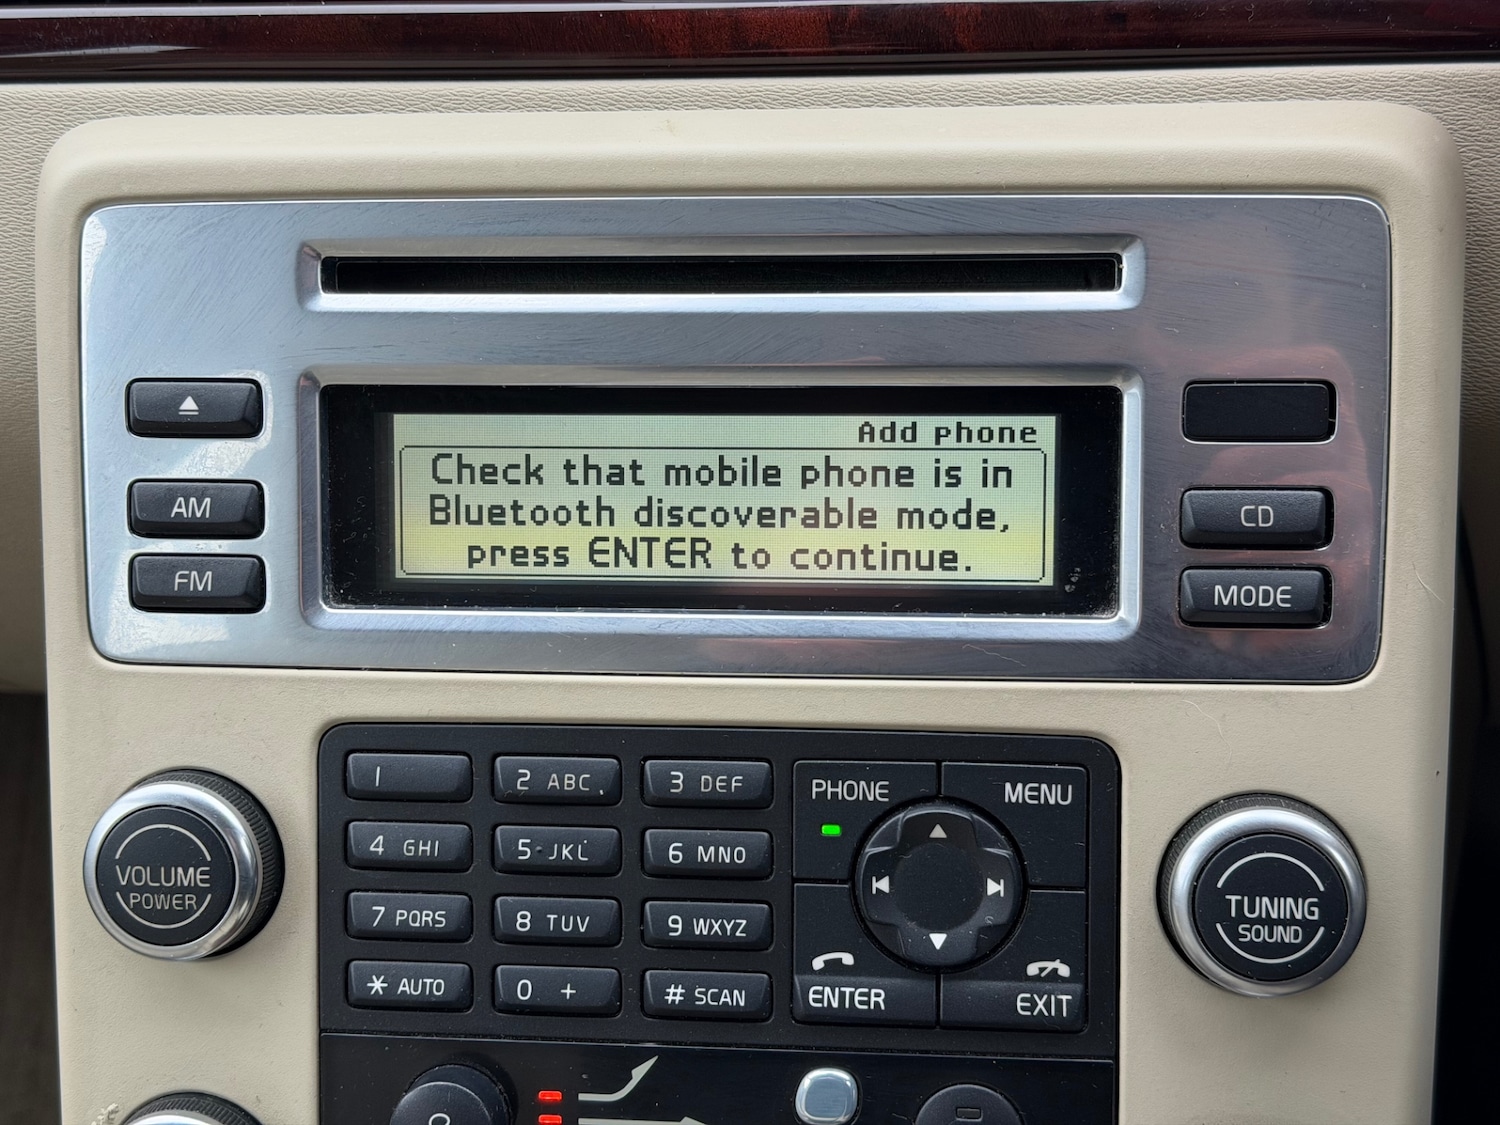 Add phone
Check that mobile phone is in
Bluetooth discoverable mode,
press ENTER to continue.
AM
FM
CD
MODE
VOLUME
POWER
1
2 ABC
3 DEF
4 GHI
5 JKL
6 MNO
7 PQRS
8 TUV
9 WXYZ
* AUTO
0 +
# SCAN
PHONE
MENU
ENTER
EXIT
TUNING
SOUND